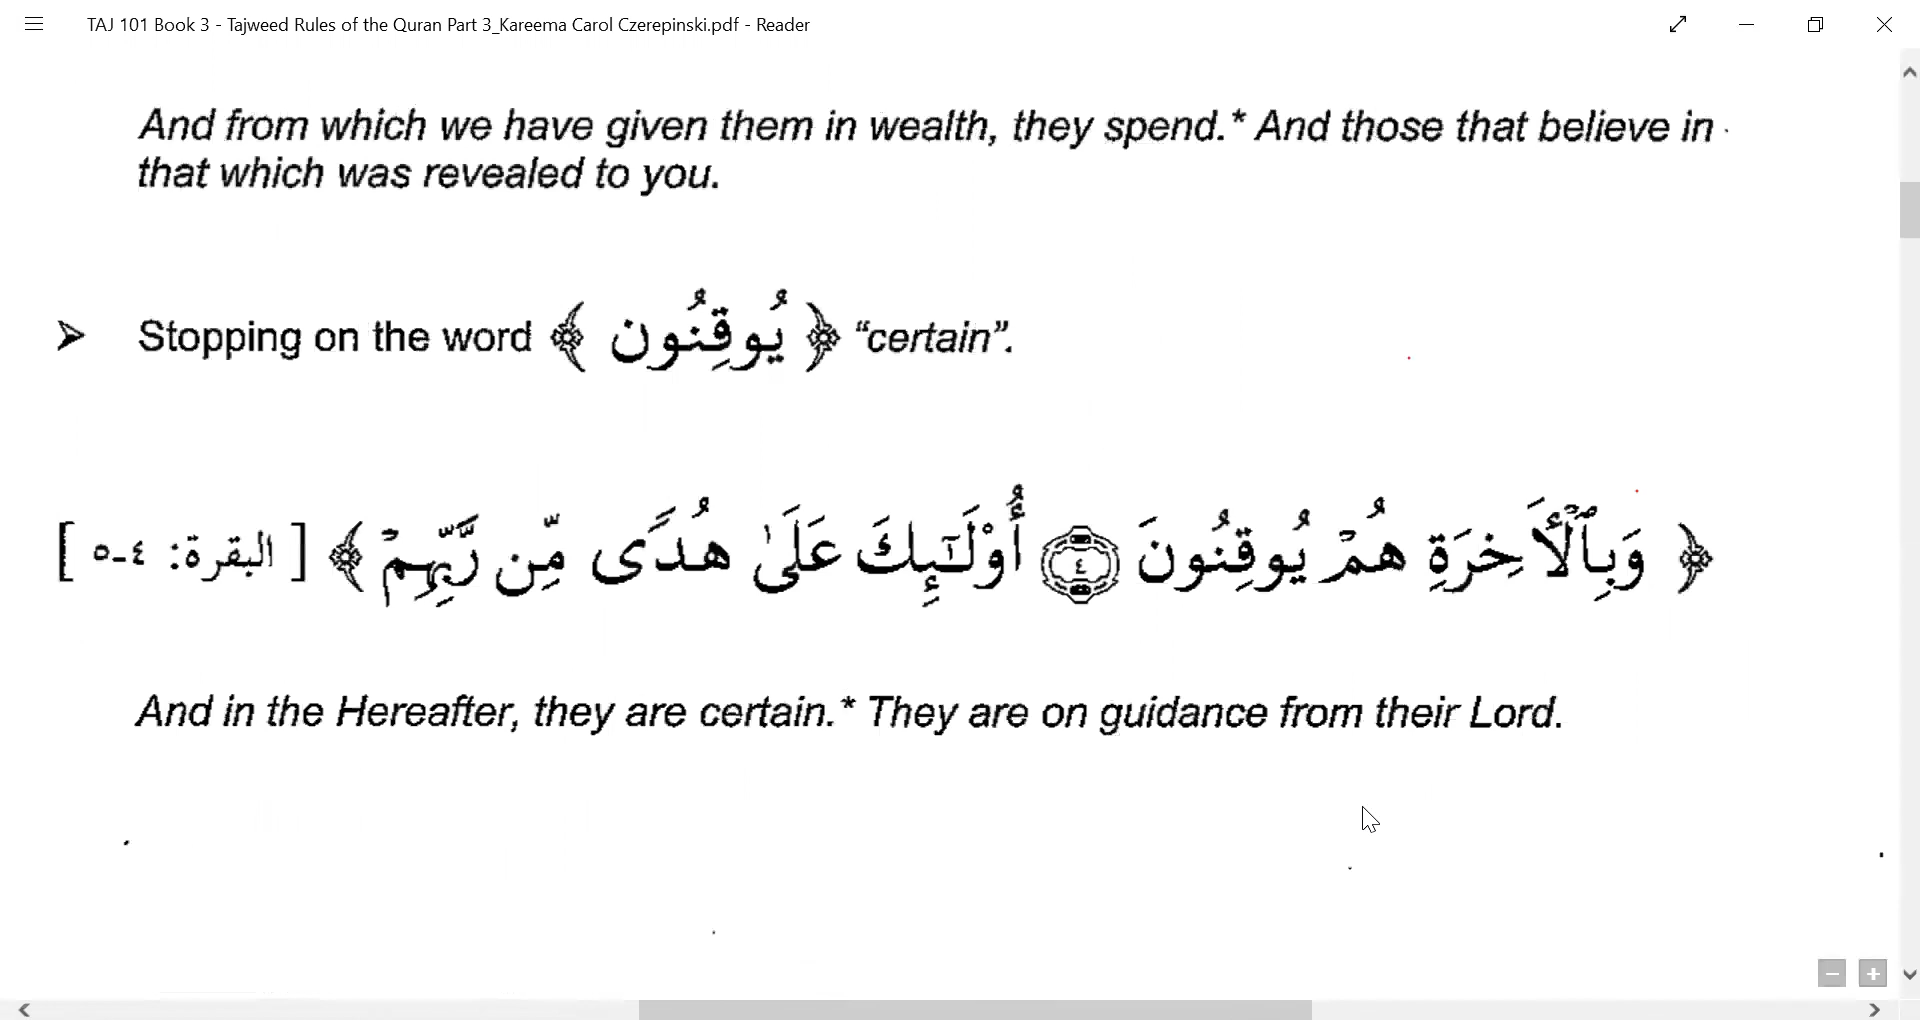 TAJ 101 Book 3 - Tajweed Rules of the Quran Part 3_Kareema Carol Czerepinski.pdf - Reader
And from which we have given them in wealth, they spend.* And those that believe in
that which was revealed to you.
➢ Stopping on the word ﴿ يُوقِنُون ﴾ “certain”.
﴿ وَبِٱلْأَخِرَةِ هُمْ يُوقِنُونَ ٤ أُوْلَـٰٓئِكَ عَلَىٰ هُدًى مِّن رَّبِّهِمْ ﴾ [ البقرة: ٤-٥ ]
And in the Hereafter, they are certain.* They are on guidance from their Lord.